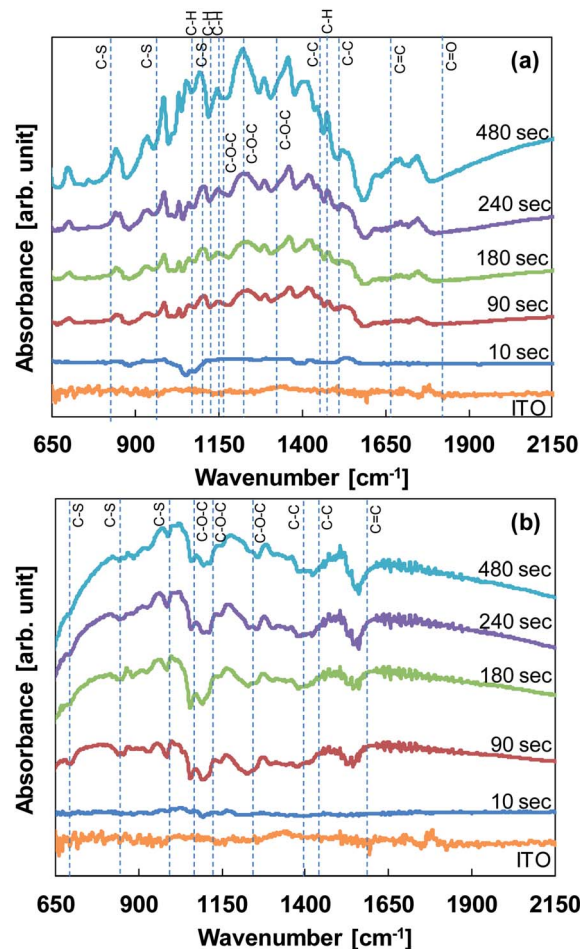 C-S
C-S
C-H
C-S
C-H
C-H
C-O-C
C-O-C
C-O-C
C-C
C-H
C-C
C=C
C=O
(a)
480 sec
240 sec
180 sec
90 sec
10 sec
ITO
Absorbance [arb. unit]
650 900 1150 1400 1650 1900 2150
Wavenumber [cm-1]
C-S
C-S
C-S
C-O-C
C-O-C
C-O-C
C-C
C-C
C=C
(b)
480 sec
240 sec
180 sec
90 sec
10 sec
ITO
Absorbance [arb. unit]
650 900 1150 1400 1650 1900 2150
Wavenumber [cm-1]